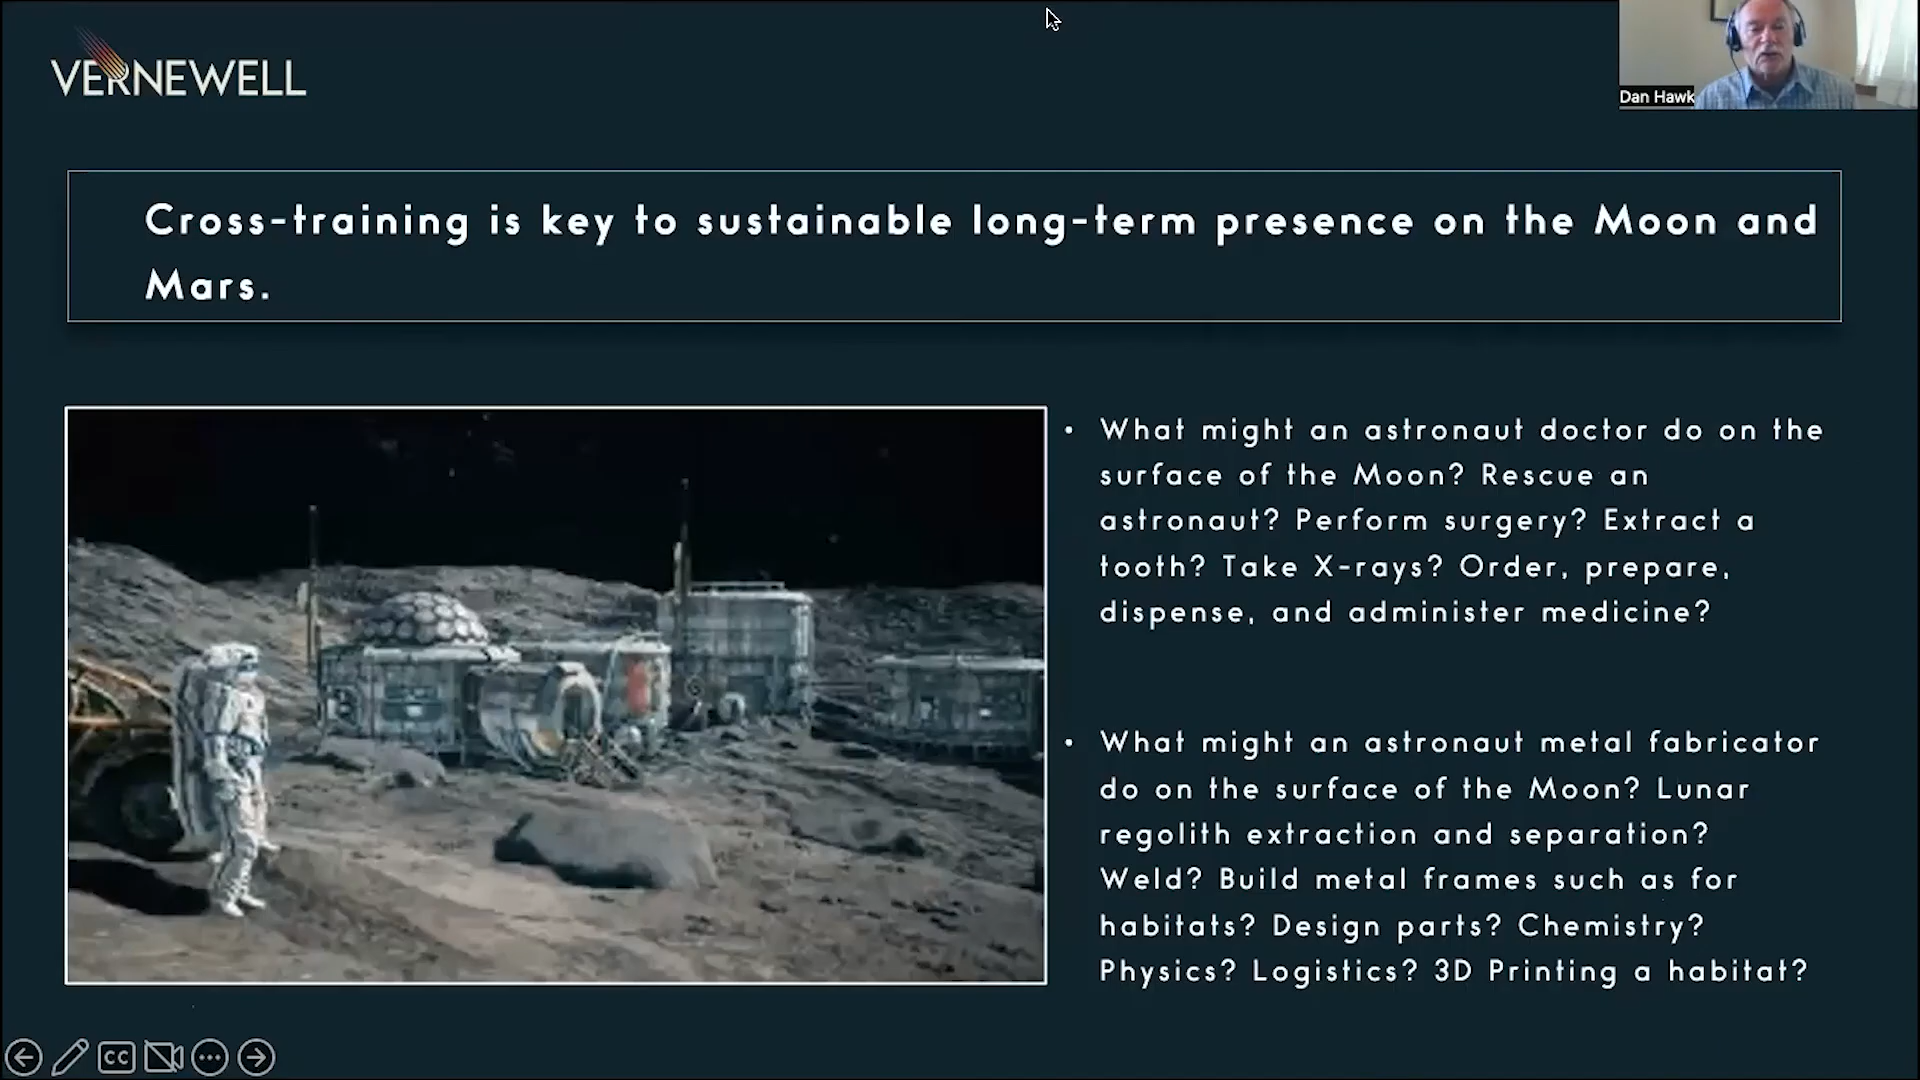 VERNEWELL
Dan Hawk
Cross-training is key to sustainable long-term presence on the Moon and
Mars.
• What might an astronaut doctor do on the
surface of the Moon? Rescue an
astronaut? Perform surgery? Extract a
tooth? Take X-rays? Order, prepare,
dispense, and administer medicine?
• What might an astronaut metal fabricator
do on the surface of the Moon? Lunar
regolith extraction and separation?
Weld? Build metal frames such as for
habitats? Design parts? Chemistry?
Physics? Logistics? 3D Printing a habitat?
CC